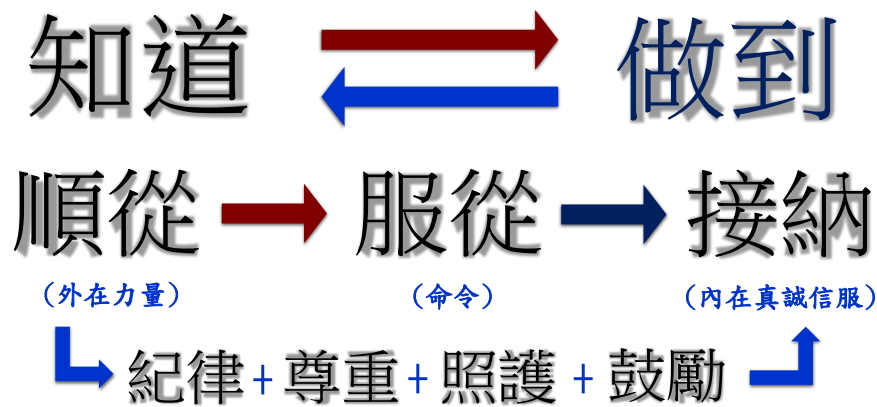 知道 做到
順從 服從 接納
（外在力量） （命令） （內在真誠信服）
紀律 + 尊重 + 照護 + 鼓勵